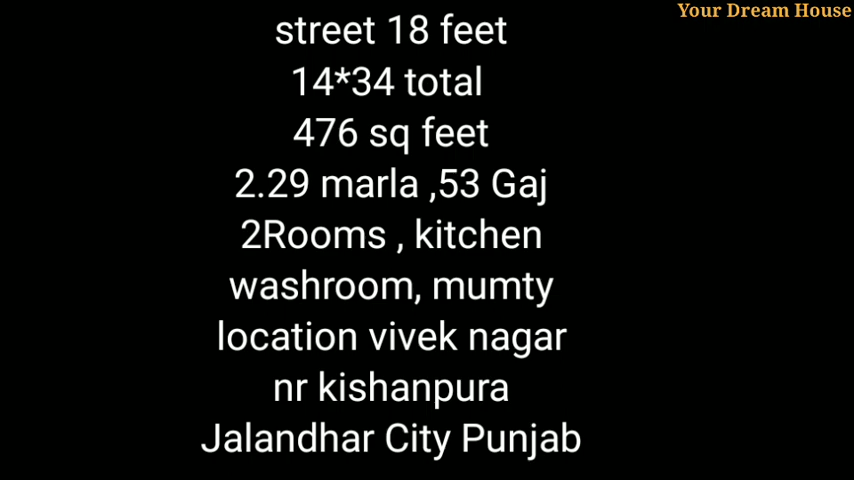 Your Dream House
street 18 feet
14*34 total
476 sq feet
2.29 marla ,53 Gaj
2Rooms , kitchen
washroom, mumty
location vivek nagar
nr kishanpura
Jalandhar City Punjab